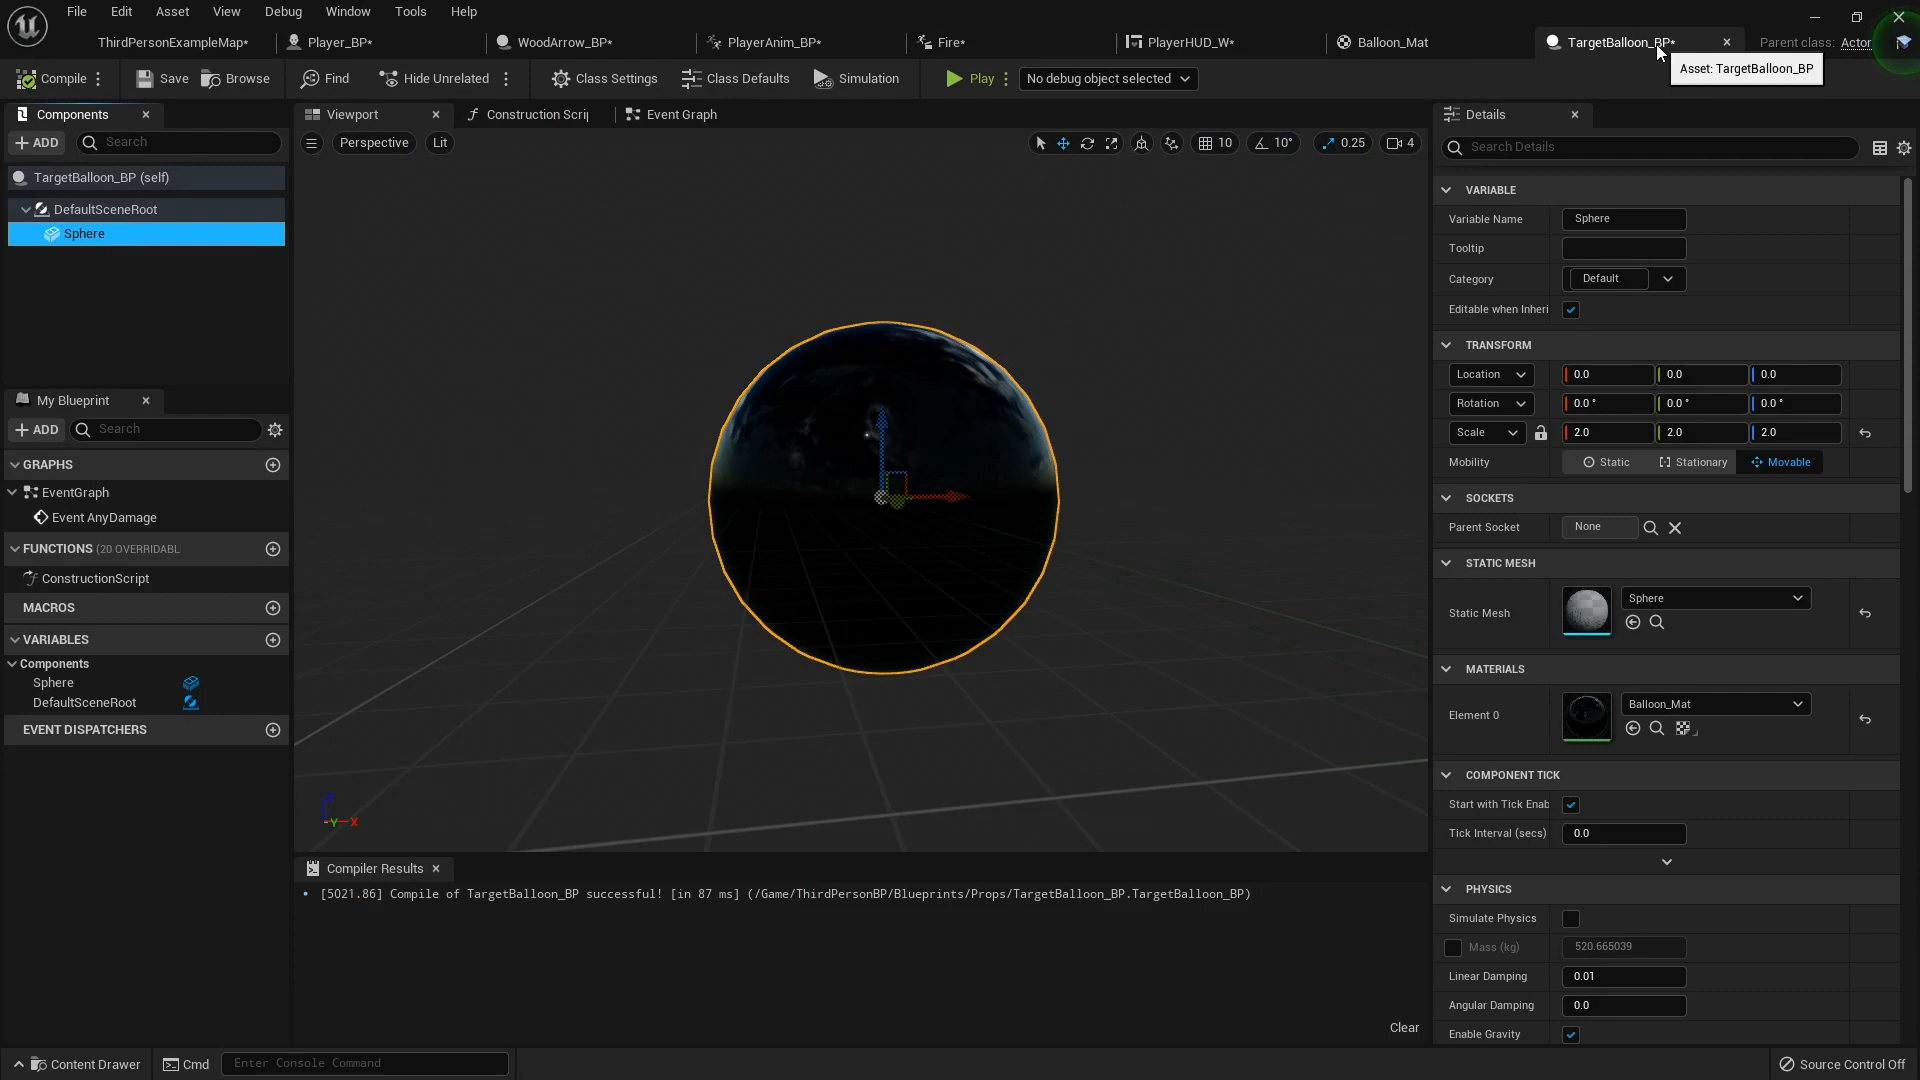 File Edit Asset View Debug Window Tools Help
ThirdPersonExampleMap* Player_BP* WoodArrow_BP* PlayerAnim_BP* Fire* PlayerHUD_W* Balloon_Mat TargetBalloon_BP* Parent class: Actor
Asset: TargetBalloon_BP
Compile Save Browse Find Hide Unrelated Class Settings Class Defaults Simulation Play No debug object selected
Components
ADD Search
TargetBalloon_BP (self)
DefaultSceneRoot
Sphere
My Blueprint
ADD Search
GRAPHS
EventGraph
Event AnyDamage
FUNCTIONS (20 OVERRIDABL
ConstructionScript
MACROS
VARIABLES
Components
Sphere
DefaultSceneRoot
EVENT DISPATCHERS
Viewport Construction Scrip Event Graph
Perspective Lit 10 10° 0.25 4
Z
Y X
Compiler Results
[5021.86] Compile of TargetBalloon_BP successful! [in 87 ms] (/Game/ThirdPersonBP/Blueprints/Props/TargetBalloon_BP.TargetBalloon_BP)
Clear
Details
Search Details
VARIABLE
Variable Name Sphere
Tooltip
Category Default
Editable when Inheri
TRANSFORM
Location 0.0 0.0 0.0
Rotation 0.0 ° 0.0 ° 0.0 °
Scale 2.0 2.0 2.0
Mobility Static Stationary Movable
SOCKETS
Parent Socket None
STATIC MESH
Static Mesh Sphere
MATERIALS
Element 0 Balloon_Mat
COMPONENT TICK
Start with Tick Enab
Tick Interval (secs) 0.0
PHYSICS
Simulate Physics
Mass (kg) 520.665039
Linear Damping 0.01
Angular Damping 0.0
Enable Gravity
Content Drawer Cmd Enter Console Command Source Control Off